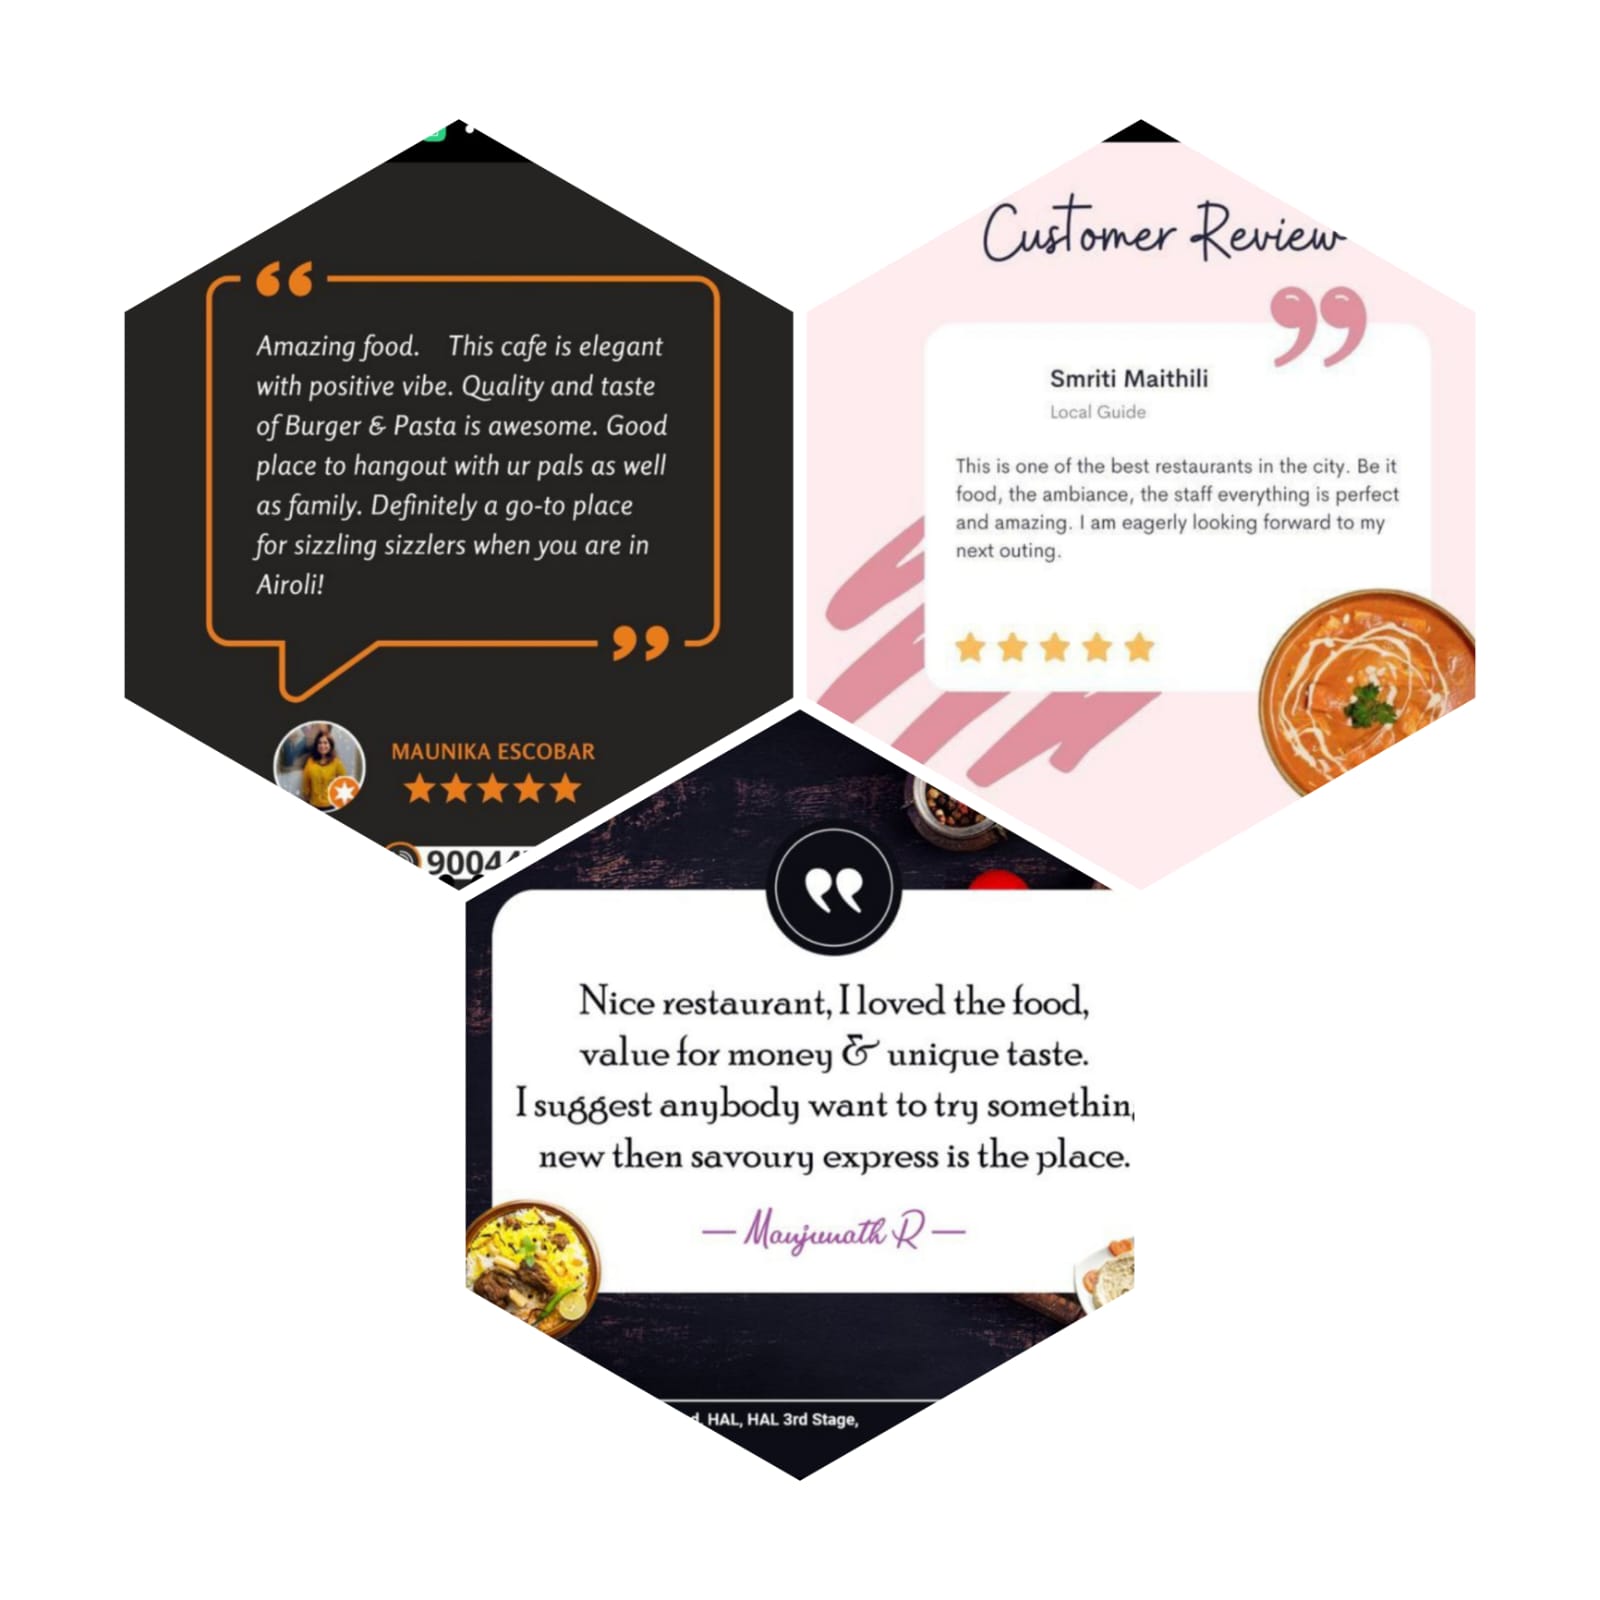 Amazing food. This cafe is elegant
with positive vibe. Quality and taste
of Burger & Pasta is awesome. Good
place to hangout with ur pals as well
as family. Definitely a go-to place
for sizzling sizzlers when you are in
Airoli!
MAUNIKA ESCOBAR
Customer Review
Smriti Maithili
Local Guide
This is one of the best restaurants in the city. Be it
food, the ambiance, the staff everything is perfect
and amazing. I am eagerly looking forward to my
next outing.
Nice restaurant, I loved the food,
value for money & unique taste.
I suggest anybody want to try
new then savoury express is the place.
— Manjunath R —
HAL, HAL 3rd Stage,